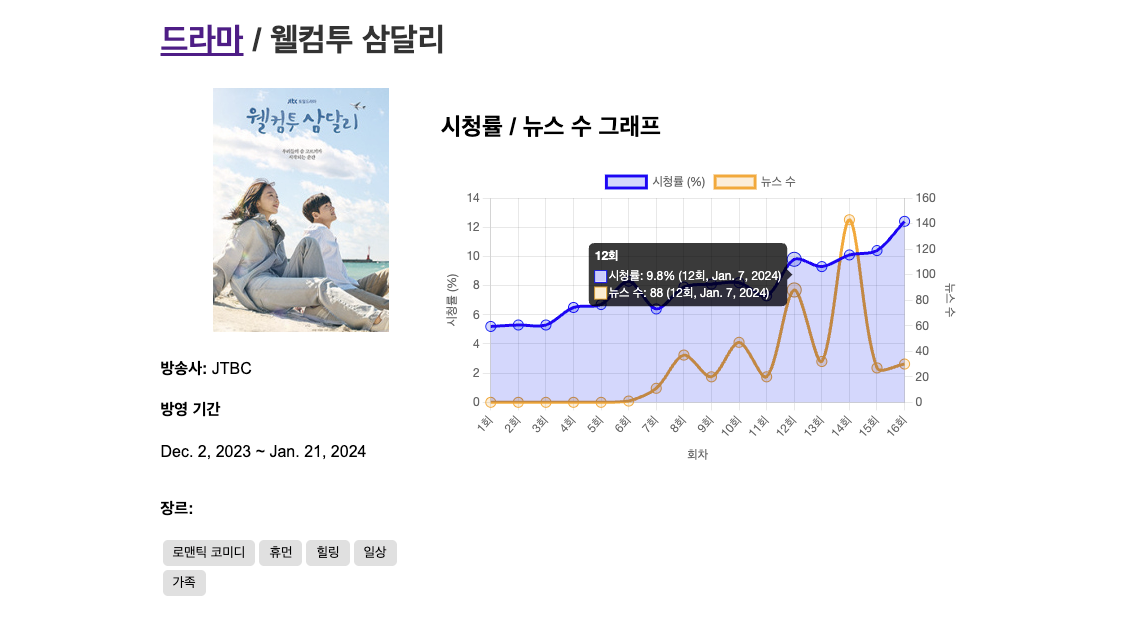 드라마 / 웰컴투 삼달리
jtbc 토일드라마
웰컴투 삼달리
시청률 / 뉴스 수 그래프
시청률 (%) 뉴스 수
14
12
10
8
6
4
2
0
시청률 (%)
160
140
120
100
80
60
40
20
0
뉴스 수
12회
시청률: 9.8% (12회, Jan. 7, 2024)
뉴스 수: 88 (12회, Jan. 7, 2024)
1회 2회 3회 4회 5회 6회 7회 8회 9회 10회 11회 12회 13회 14회 15회 16회
회차
방송사: JTBC
방영 기간
Dec. 2, 2023 ~ Jan. 21, 2024
장르:
로맨틱 코미디 휴먼 힐링 일상
가족